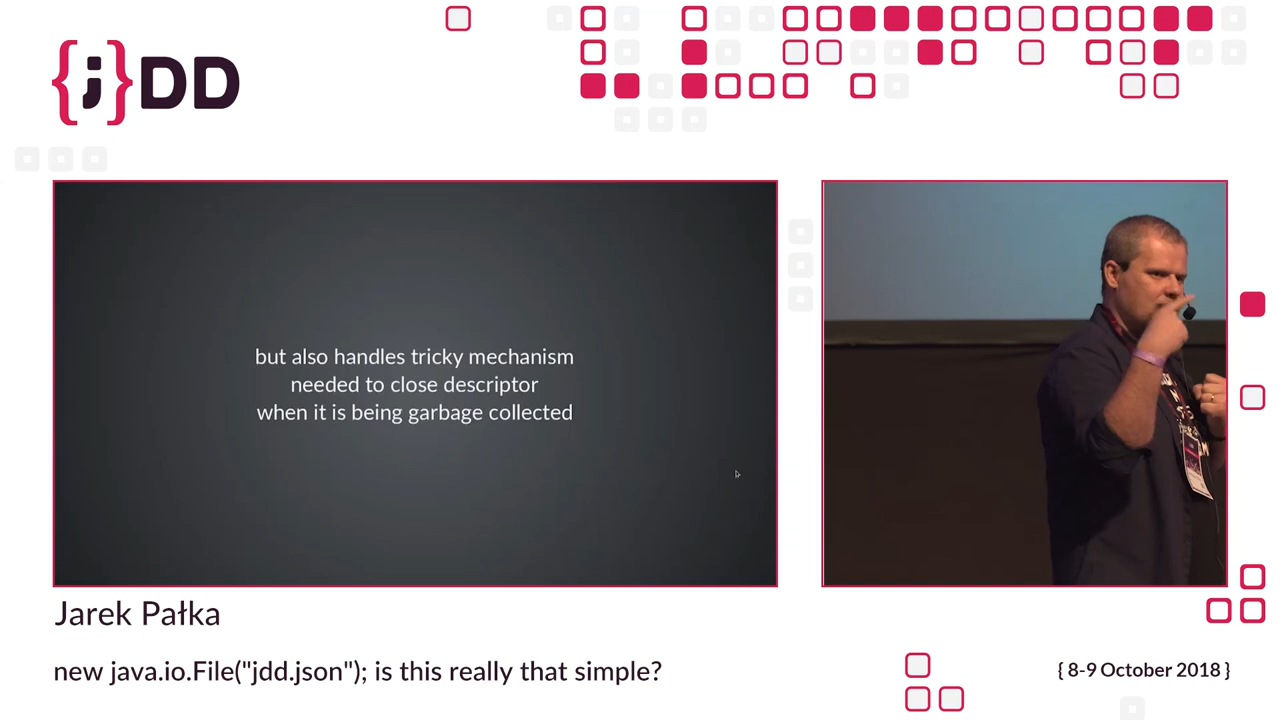 {j}DD
but also handles tricky mechanism
needed to close descriptor
when it is being garbage collected
Jarek Pałka
new java.io.File("jdd.json"); is this really that simple?
{ 8-9 October 2018 }